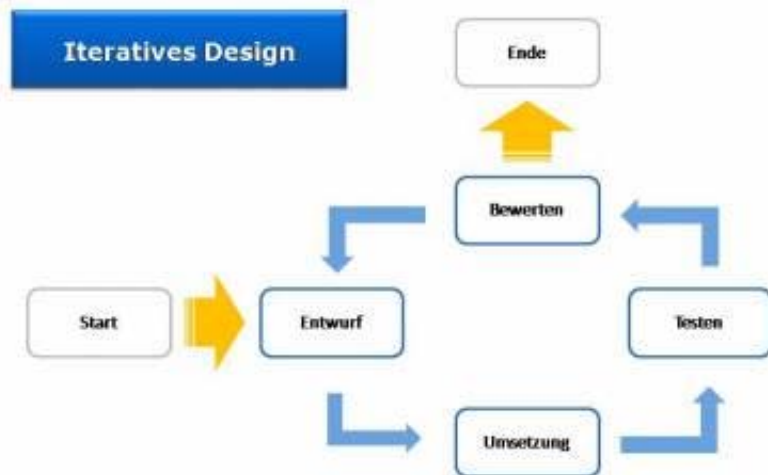 Iteratives Design
Ende
Bewerten
Start
Entwurf
Testen
Umsetzung